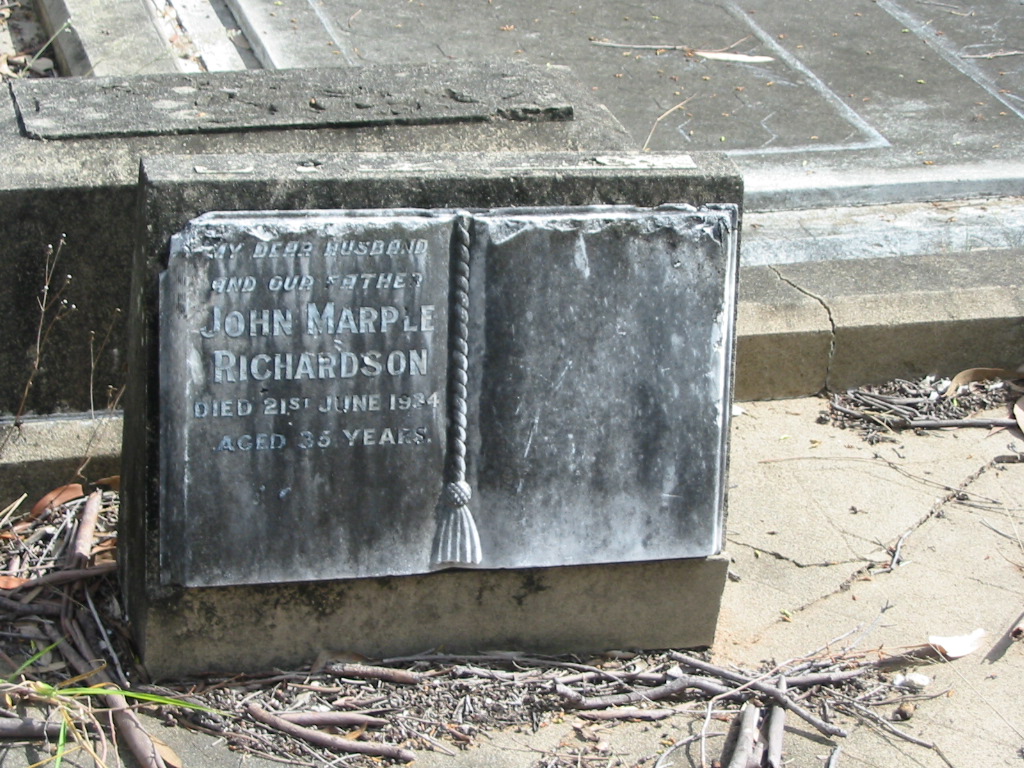 MY DEAR HUSBAND
AND OUR FATHER
JOHN MARPLE
RICHARDSON
DIED 21ST JUNE 1934
AGED 35 YEARS.